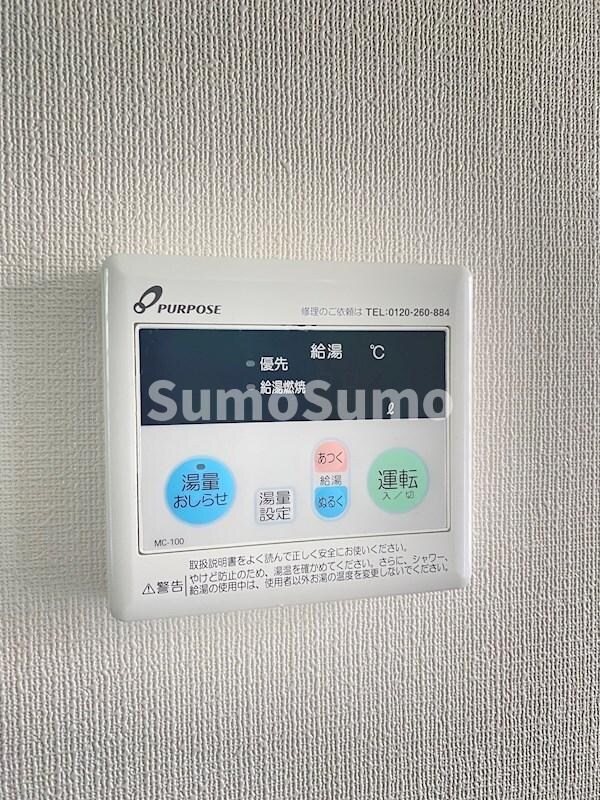 PURPOSE
修理のご依頼は TEL:0120-260-884
給湯 ℃
優先
給湯燃焼
SumoSumo
ℓ
湯量
おしらせ
湯量
設定
あつく
給湯
ぬるく
運転
入/切
MC-100
⚠警告
取扱説明書をよく読んで正しく安全にお使いください。
やけど防止のため、湯温を確かめてください。さらに、シャワー、
給湯の使用中は、使用者以外お湯の温度を変更しないでください。